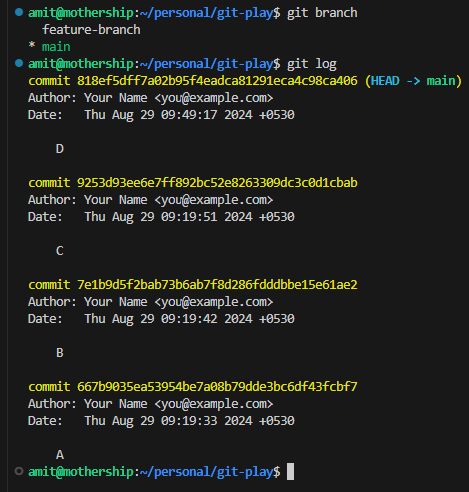 amit@mothership:~/personal/git-play$ git branch
  feature-branch
* main
amit@mothership:~/personal/git-play$ git log
commit 818ef5dff7a02b95f4eadca81291eca4c98ca406 (HEAD -> main)
Author: Your Name <you@example.com>
Date:   Thu Aug 29 09:49:17 2024 +0530

    D

commit 9253d93ee6e7ff892bc52e8263309dc3c0d1cbab
Author: Your Name <you@example.com>
Date:   Thu Aug 29 09:19:51 2024 +0530

    C

commit 7e1b9d5f2bab73b6ab7f8d286fdddbbe15e61ae2
Author: Your Name <you@example.com>
Date:   Thu Aug 29 09:19:42 2024 +0530

    B

commit 667b9035ea53954be7a08b79dde3bc6df43fcbf7
Author: Your Name <you@example.com>
Date:   Thu Aug 29 09:19:33 2024 +0530

    A
amit@mothership:~/personal/git-play$